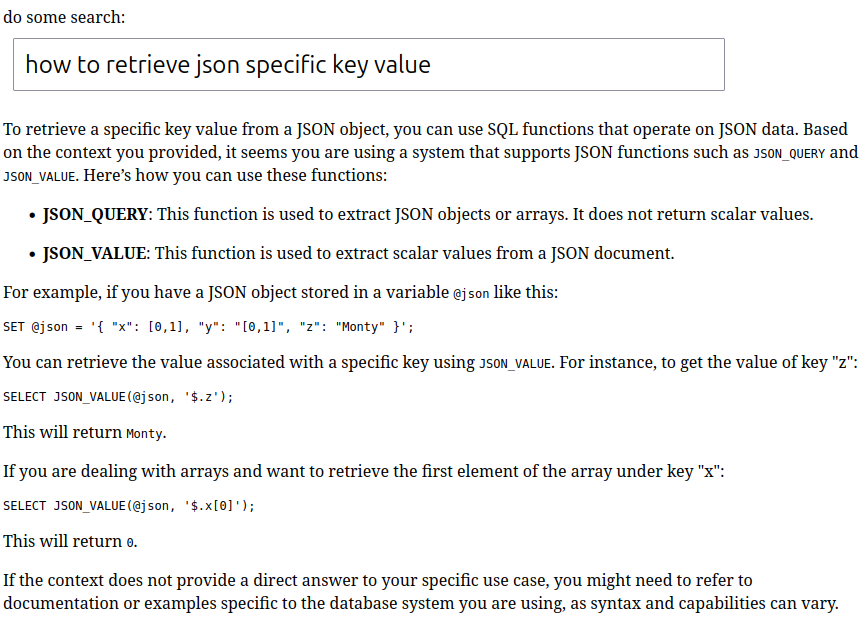 do some search:
how to retrieve json specific key value
To retrieve a specific key value from a JSON object, you can use SQL functions that operate on JSON data. Based
on the context you provided, it seems you are using a system that supports JSON functions such as JSON_QUERY and
JSON_VALUE. Here’s how you can use these functions:
• JSON_QUERY: This function is used to extract JSON objects or arrays. It does not return scalar values.
• JSON_VALUE: This function is used to extract scalar values from a JSON document.
For example, if you have a JSON object stored in a variable @json like this:
SET @json = '{ "x": [0,1], "y": "[0,1]", "z": "Monty" }';
You can retrieve the value associated with a specific key using JSON_VALUE. For instance, to get the value of key "z":
SELECT JSON_VALUE(@json, '$.z');
This will return Monty.
If you are dealing with arrays and want to retrieve the first element of the array under key "x":
SELECT JSON_VALUE(@json, '$.x[0]');
This will return 0.
If the context does not provide a direct answer to your specific use case, you might need to refer to
documentation or examples specific to the database system you are using, as syntax and capabilities can vary.